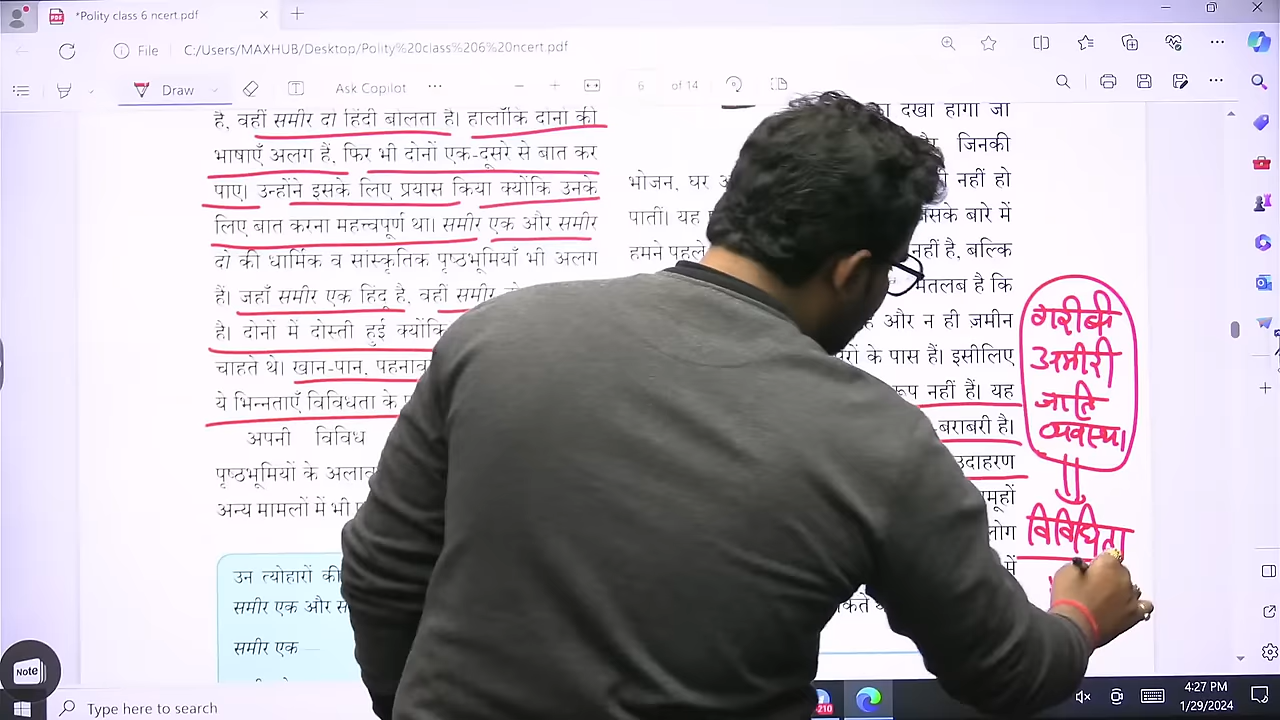 *Polity class 6 ncert.pdf
File
C:/Users/MAXHUB/Desktop/Polity%20class%206%20ncert.pdf
Draw
Ask Copilot
6 of 14
है, वहीं समीर दो हिंदी बोलता है। हालाँकि दोनों की
भाषाएँ अलग हैं, फिर भी दोनों एक-दूसरे से बात कर
पाए। उन्होंने इसके लिए प्रयास किया क्योंकि उनके
लिए बात करना महत्त्वपूर्ण था। समीर एक और समीर
दो की धार्मिक व सांस्कृतिक पृष्ठभूमियाँ भी अलग
हैं। जहाँ समीर एक हिंदू है, वहीं समीर
है। दोनों में दोस्ती हुई क्योंकि
चाहते थे। खान-पान, पहनावा
ये भिन्नताएँ विविधता के
अपनी विविध
पृष्ठभूमियों के अलावा
अन्य मामलों में भी
उन त्योहारों की
समीर एक और
समीर एक
देखा होगा जो
जिनकी
भोजन, घर
नहीं हो
पातीं। यह
जिसके बारे में
हमने पहले
नहीं है, बल्कि
मतलब है कि
और न ही ज़मीन
के पास हैं। इसीलिए
रूप नहीं हैं। यह
-बराबरी है।
उदाहरण
समूहों
लोग
में
गरीबी
अमीरी
जाति
व्यवस्था
विविधता
Note
Type here to search
4:27 PM
1/29/2024